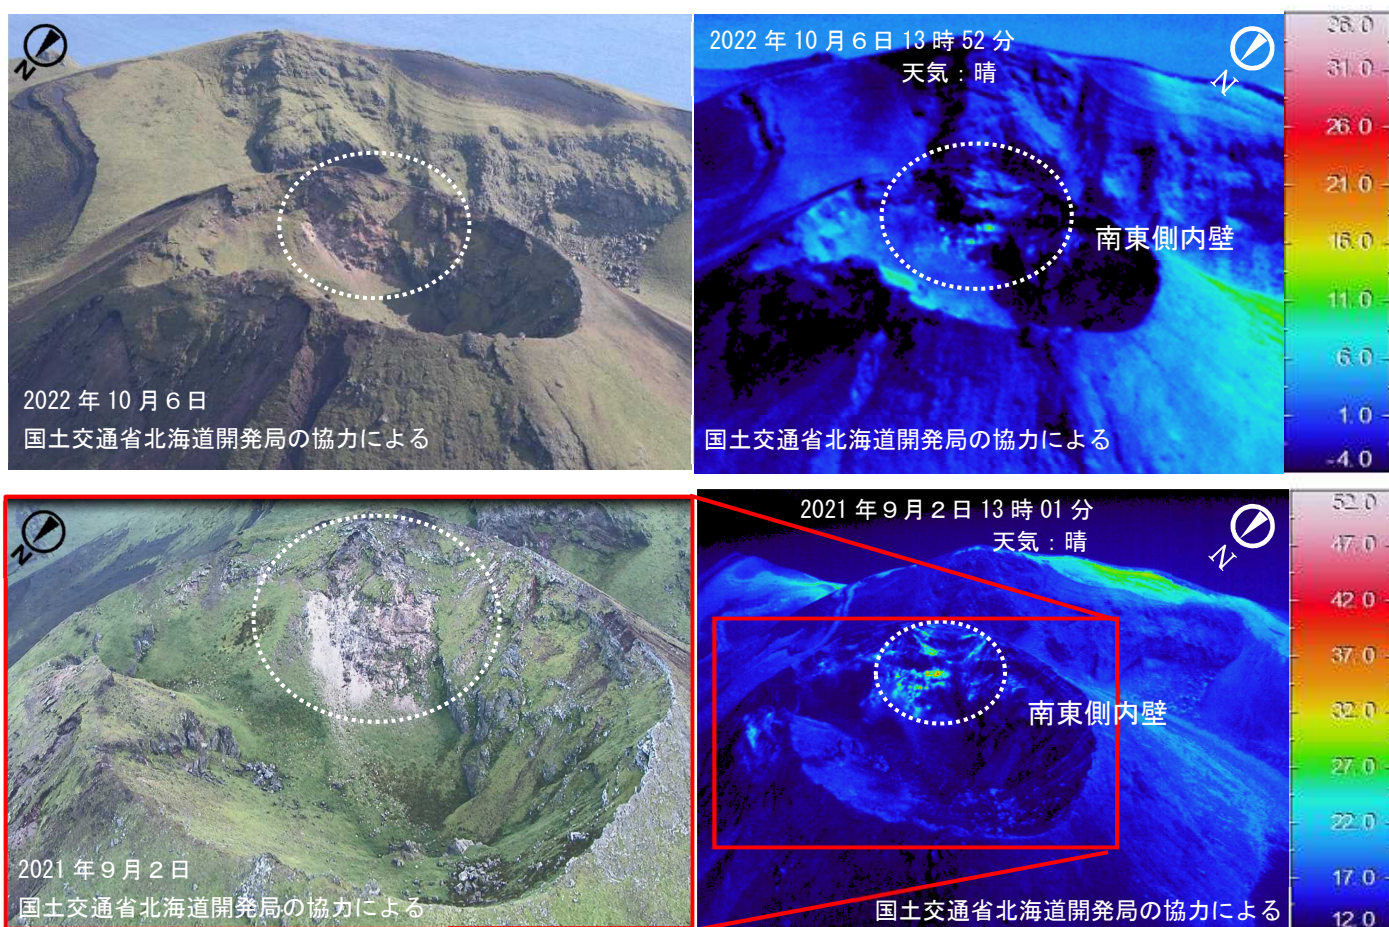 N
2022 年 10 月 6 日
国土交通省北海道開発局の協力による
2022 年 10 月 6 日 13 時 52 分
天気：晴
N
南東側内壁
国土交通省北海道開発局の協力による
36.0
31.0
26.0
21.0
16.0
11.0
6.0
1.0
-4.0
N
2021 年 9 月 2 日
国土交通省北海道開発局の協力による
2021 年 9 月 2 日 13 時 01 分
天気：晴
N
南東側内壁
国土交通省北海道開発局の協力による
52.0
47.0
42.0
37.0
32.0
27.0
22.0
17.0
12.0